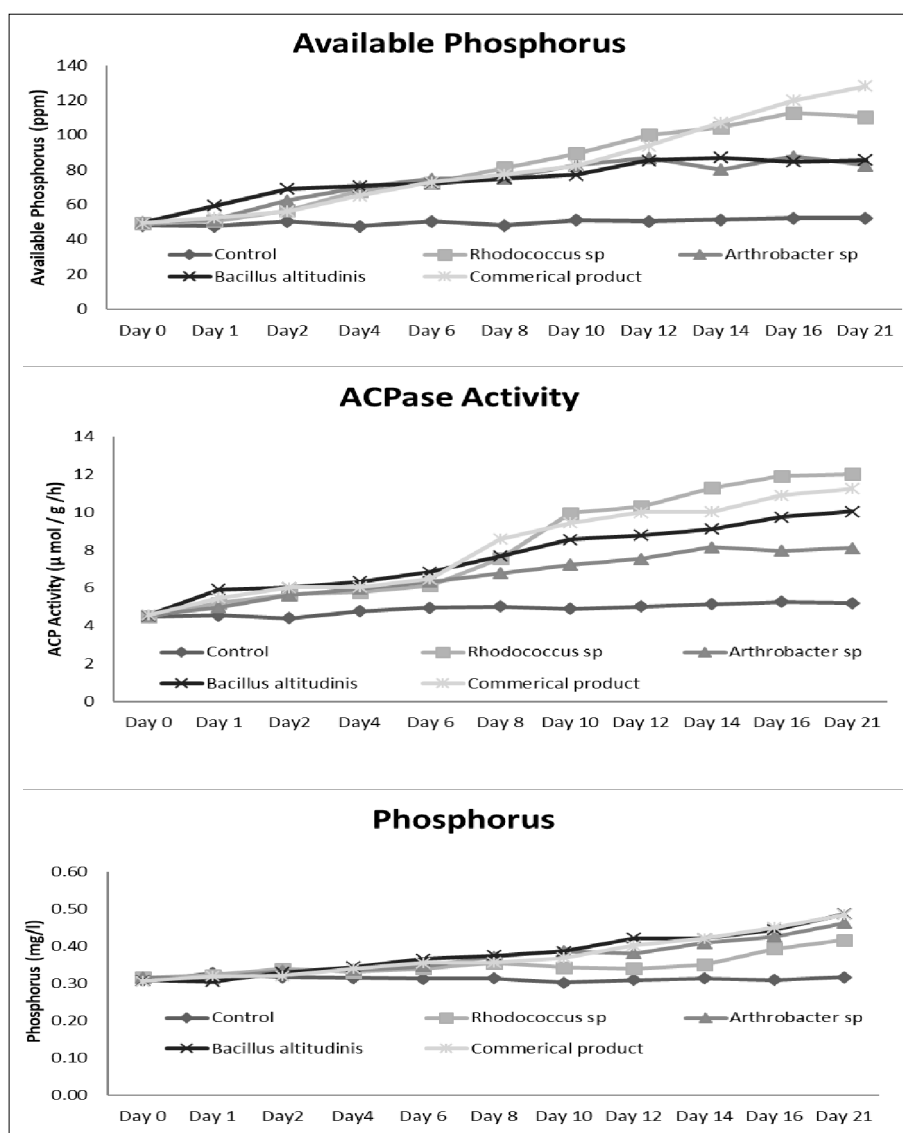 Available Phosphorus
Available Phosphorus (ppm)
140
120
100
80
60
40
20
0
Control
Rhodococcus sp
Arthrobacter sp
Bacillus altitudinis
Commerical product
Day 0 Day 1 Day2 Day4 Day 6 Day 8 Day 10 Day 12 Day 14 Day 16 Day 21
ACPase Activity
ACP Activity (µ mol / g /h)
14
12
10
8
6
4
2
0
Control
Rhodococcus sp
Arthrobacter sp
Bacillus altitudinis
Commerical product
Day 0 Day 1 Day2 Day4 Day 6 Day 8 Day 10 Day 12 Day 14 Day 16 Day 21
Phosphorus
Phosphorus (mg/l)
0.60
0.50
0.40
0.30
0.20
0.10
0.00
Control
Rhodococcus sp
Arthrobacter sp
Bacillus altitudinis
Commerical product
Day 0 Day 1 Day2 Day4 Day 6 Day 8 Day 10 Day 12 Day 14 Day 16 Day 21